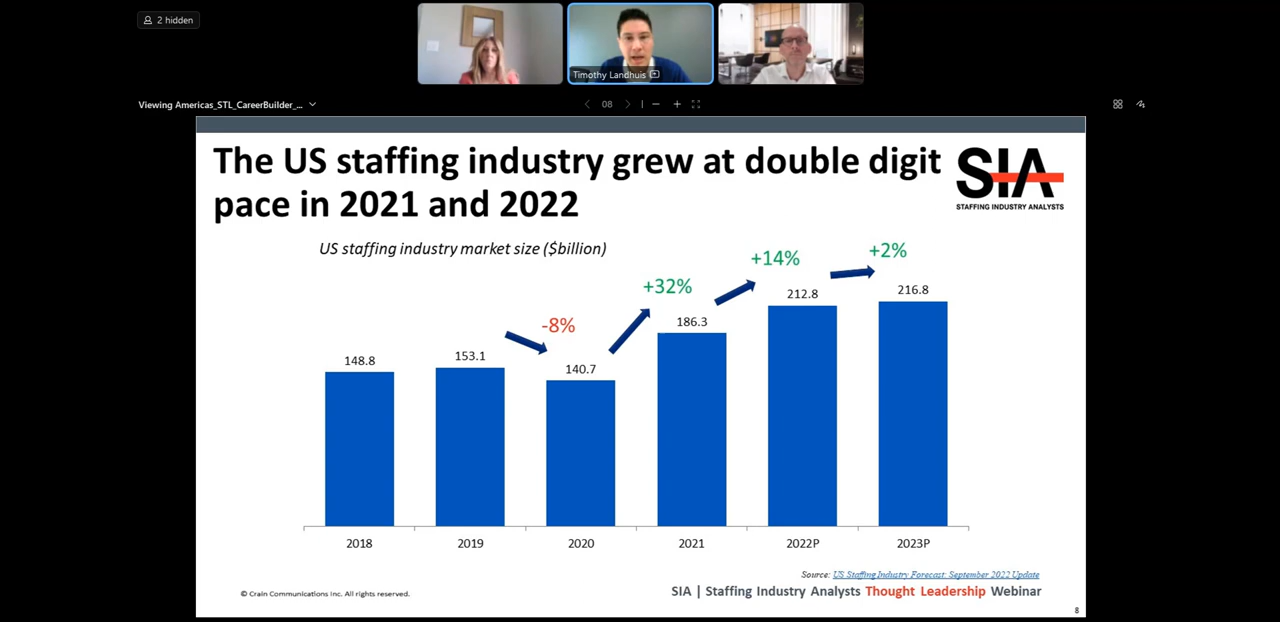 2 hidden
Timothy Landhuis
Viewing Americas_STL_CareerBuilder_...
08
The US staffing industry grew at double digit
pace in 2021 and 2022
SIA
STAFFING INDUSTRY ANALYSTS
US staffing industry market size ($billion)
-8%
+32%
+14%
+2%
148.8
153.1
140.7
186.3
212.8
216.8
2018
2019
2020
2021
2022P
2023P
Source: US Staffing Industry Forecast: September 2022 Update
© Crain Communications Inc. All rights reserved.
SIA | Staffing Industry Analysts Thought Leadership Webinar
8